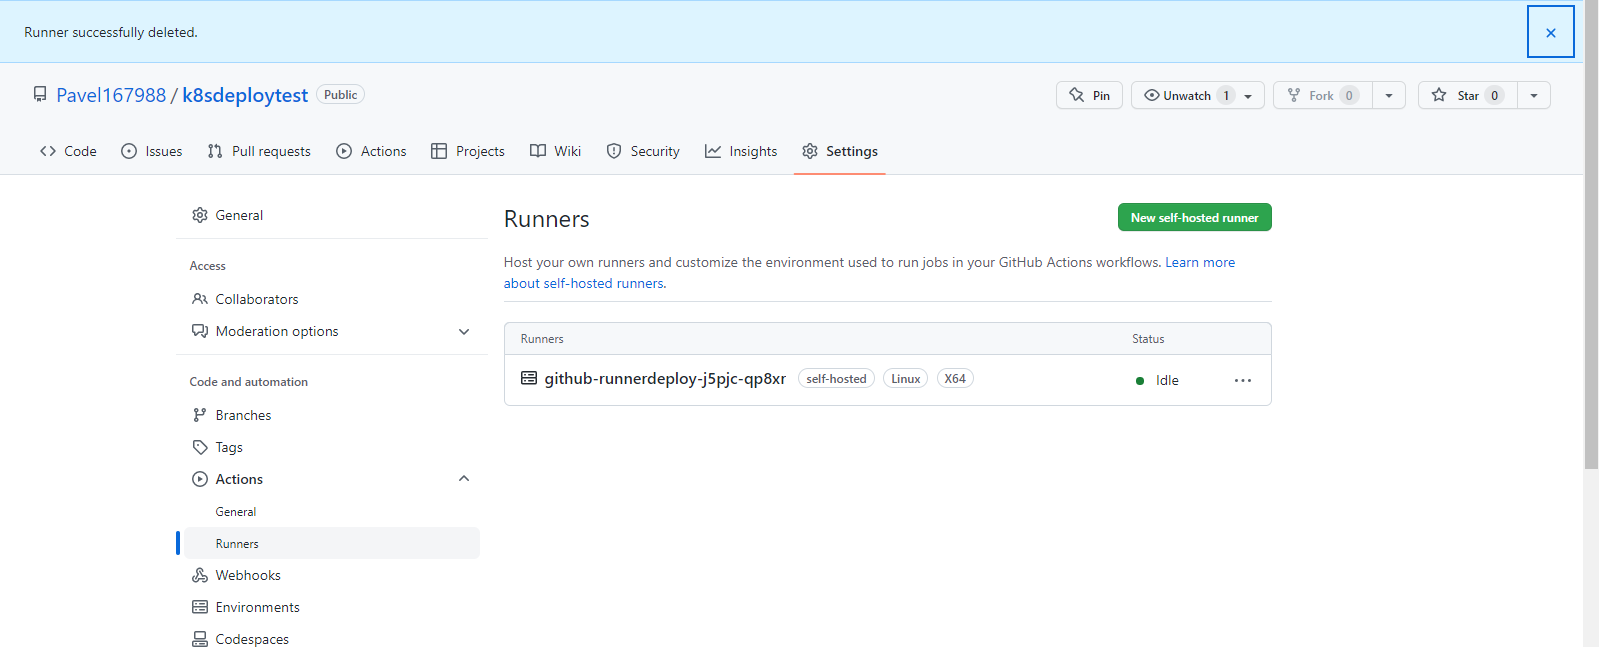 Runner successfully deleted.
Pavel167988 / k8sdeploytest Public
Pin
Unwatch 1
Fork 0
Star 0
Code Issues Pull requests Actions Projects Wiki Security Insights Settings
General
Access
Collaborators
Moderation options
Code and automation
Branches
Tags
Actions
General
Runners
Webhooks
Environments
Codespaces
Runners
New self-hosted runner
Host your own runners and customize the environment used to run jobs in your GitHub Actions workflows. Learn more
about self-hosted runners.
Runners Status
github-runnerdeploy-j5pjc-qp8xr self-hosted Linux X64 Idle